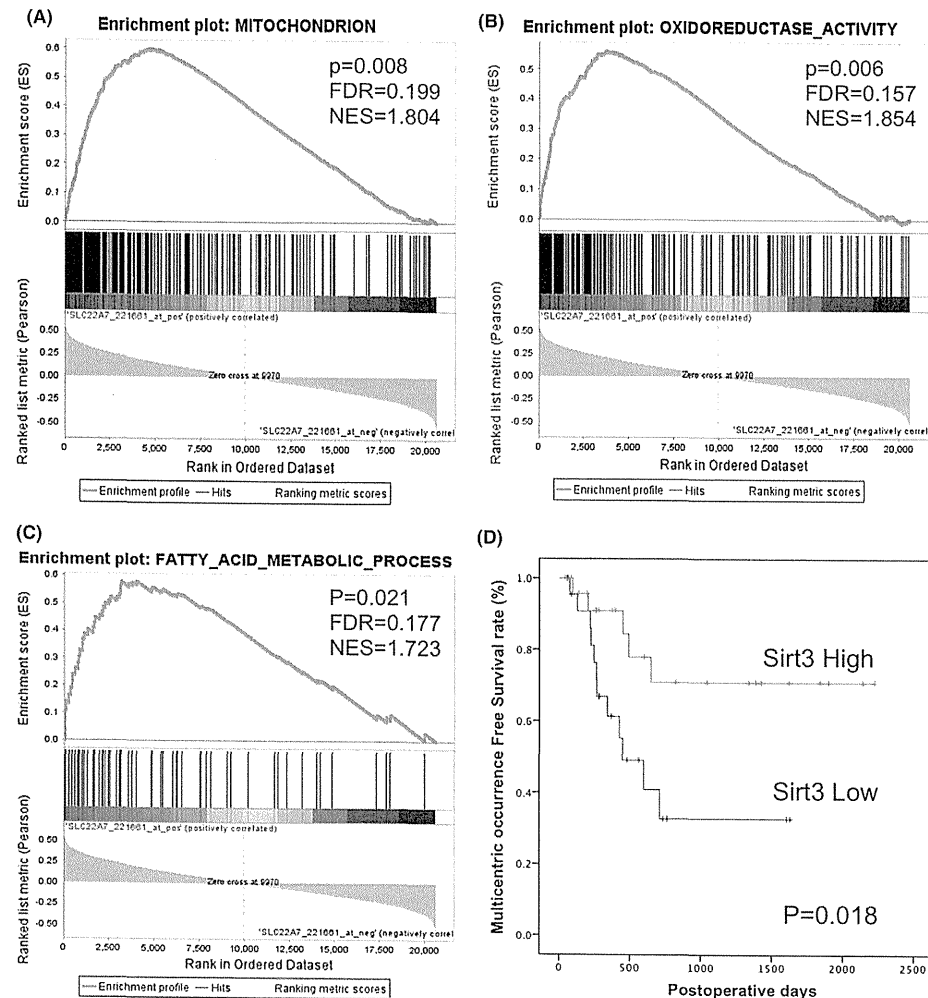 (A)
Enrichment plot: MITOCHONDRION
Enrichment score (ES)
0.6
0.5
0.4
0.3
0.2
0.1
0.0
p=0.008
FDR=0.199
NES=1.804
'SLC22A7_221661_at_pos' (positively correlated)
Ranked list metric (Pearson)
0.50
0.25
0.00
-0.25
-0.50
Zero cross at 9970
'SLC22A7_221661_at_neg' (negatively correl
0 2,500 5,000 7,500 10,000 12,500 15,000 17,500 20,000
Rank in Ordered Dataset
Enrichment profile Hits Ranking metric scores
(B)
Enrichment plot: OXIDOREDUCTASE_ACTIVITY
Enrichment score (ES)
0.5
0.4
0.3
0.2
0.1
0.0
p=0.006
FDR=0.157
NES=1.854
'SLC22A7_221661_at_pos' (positively correlated)
Ranked list metric (Pearson)
0.50
0.25
0.00
-0.25
-0.50
Zero cross at 9970
'SLC22A7_221661_at_neg' (negatively correl
0 2,500 5,000 7,500 10,000 12,500 15,000 17,500 20,000
Rank in Ordered Dataset
Enrichment profile Hits Ranking metric scores
(C)
Enrichment plot: FATTY_ACID_METABOLIC_PROCESS
Enrichment score (ES)
0.6
0.5
0.4
0.3
0.2
0.1
0.0
P=0.021
FDR=0.177
NES=1.723
'SLC22A7_221661_at_pos' (positively correlated)
Ranked list metric (Pearson)
0.50
0.25
0.00
-0.25
-0.50
Zero cross at 9970
'SLC22A7_221661_at_neg' (negatively correl
0 2,500 5,000 7,500 10,000 12,500 15,000 17,500 20,000
Rank in Ordered Dataset
Enrichment profile Hits Ranking metric scores
(D)
Multicentric occurrence Free Survival rate (%)
1.0
0.8
0.6
0.4
0.2
0.0
Sirt3 High
Sirt3 Low
P=0.018
0 500 1000 1500 2000 2500
Postoperative days